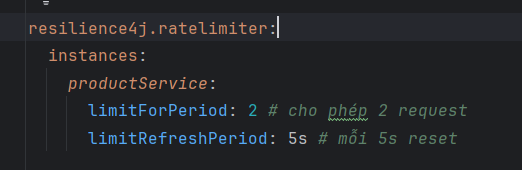 resilience4j.ratelimiter:
instances:
productService:
limitForPeriod: 2 # cho phép 2 request
limitRefreshPeriod: 5s # mỗi 5s reset